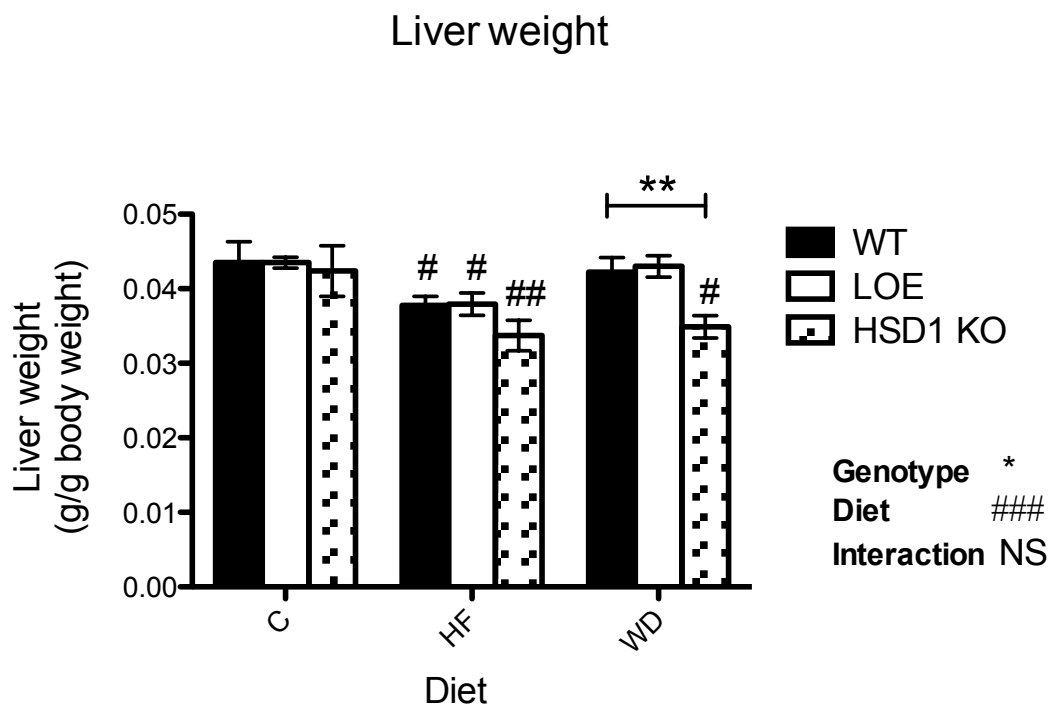 Liver weight
Liver weight
(g/g body weight)
0.05
0.04
0.03
0.02
0.01
0.00
# # ##
**
#
C HF WD
Diet
WT
LOE
HSD1 KO
Genotype *
Diet ###
Interaction NS